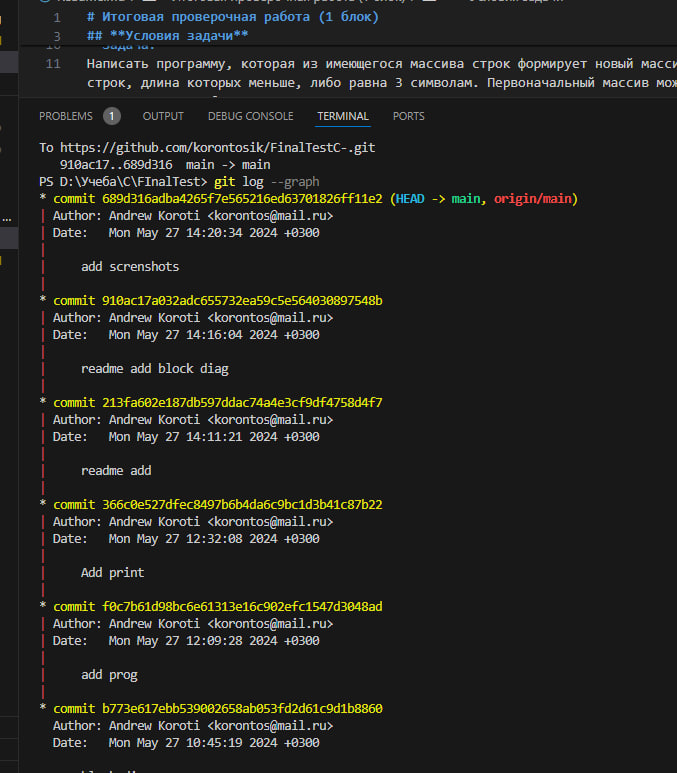 1 # Итоговая проверочная работа (1 блок)
3 ## **Условия задачи**
11 Написать программу, которая из имеющегося массива строк формирует новый
строк, длина которых меньше, либо равна 3 символам. Первоначальный массив
PROBLEMS 1 OUTPUT DEBUG CONSOLE TERMINAL PORTS
To https://github.com/korontosik/FinalTestC-.git
910ac17..689d316 main -> main
PS D:\Учеба\C\FInalTest> git log --graph
* commit 689d316adba4265f7e565216ed63701826ff11e2 (HEAD -> main, origin/main)
| Author: Andrew Koroti <korontos@mail.ru>
| Date: Mon May 27 14:20:34 2024 +0300
|
| add screnshots
|
* commit 910ac17a032adc655732ea59c5e564030897548b
| Author: Andrew Koroti <korontos@mail.ru>
| Date: Mon May 27 14:16:04 2024 +0300
|
| readme add block diag
|
* commit 213fa602e187db597ddac74a4e3cf9df4758d4f7
| Author: Andrew Koroti <korontos@mail.ru>
| Date: Mon May 27 14:11:21 2024 +0300
|
| readme add
|
* commit 366c0e527dfec8497b6b4da6c9bc1d3b41c87b22
| Author: Andrew Koroti <korontos@mail.ru>
| Date: Mon May 27 12:32:08 2024 +0300
|
| Add print
|
* commit f0c7b61d98bc6e61313e16c902efc1547d3048ad
| Author: Andrew Koroti <korontos@mail.ru>
| Date: Mon May 27 12:09:28 2024 +0300
|
| add prog
|
* commit b773e617ebb539002658ab053fd2d61c9d1b8860
Author: Andrew Koroti <korontos@mail.ru>
Date: Mon May 27 10:45:19 2024 +0300